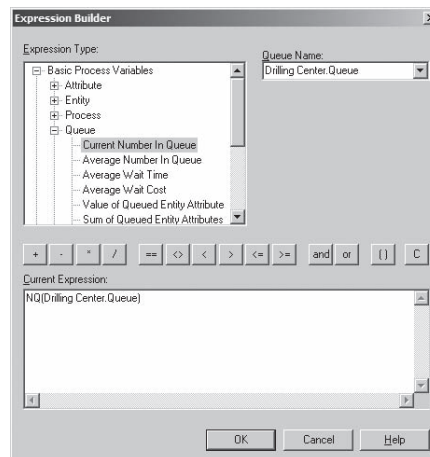 Expression Builder
Expression Type:
Queue Name:
Basic Process Variables
Drilling Center.Queue
Attribute
Entity
Process
Queue
Current Number In Queue
Average Number In Queue
Average Wait Time
Average Wait Cost
Value of Queued Entity Attribute
Sum of Queued Entity Attributes
+ - * / == <> < > <= >= and or ( ) C
Current Expression:
NQ(Drilling Center.Queue)
OK Cancel Help